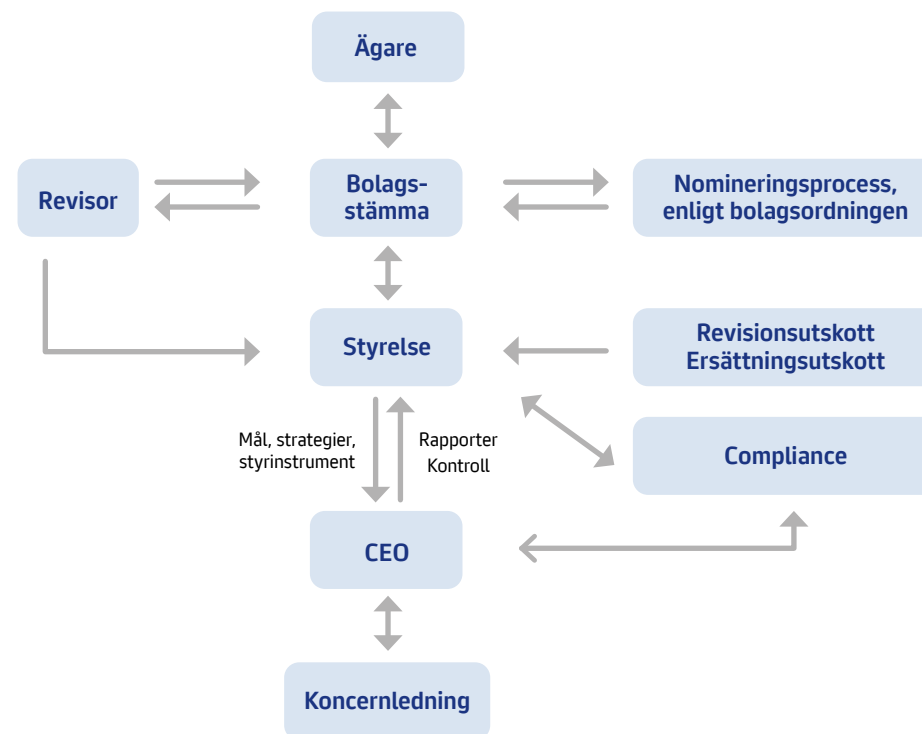 Ägare
Revisor
Bolags-
stämma
Nomineringsprocess,
enligt bolagsordningen
Styrelse
Revisionsutskott
Ersättningsutskott
Mål, strategier,
styrinstrument
Rapporter
Kontroll
Compliance
CEO
Koncernledning